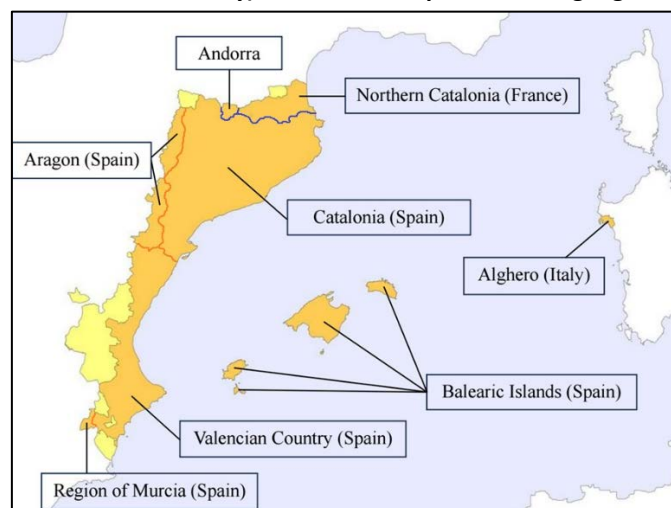 Andorra
Northern Catalonia (France)
Aragon (Spain)
Catalonia (Spain)
Alghero (Italy)
Balearic Islands (Spain)
Valencian Country (Spain)
Region of Murcia (Spain)